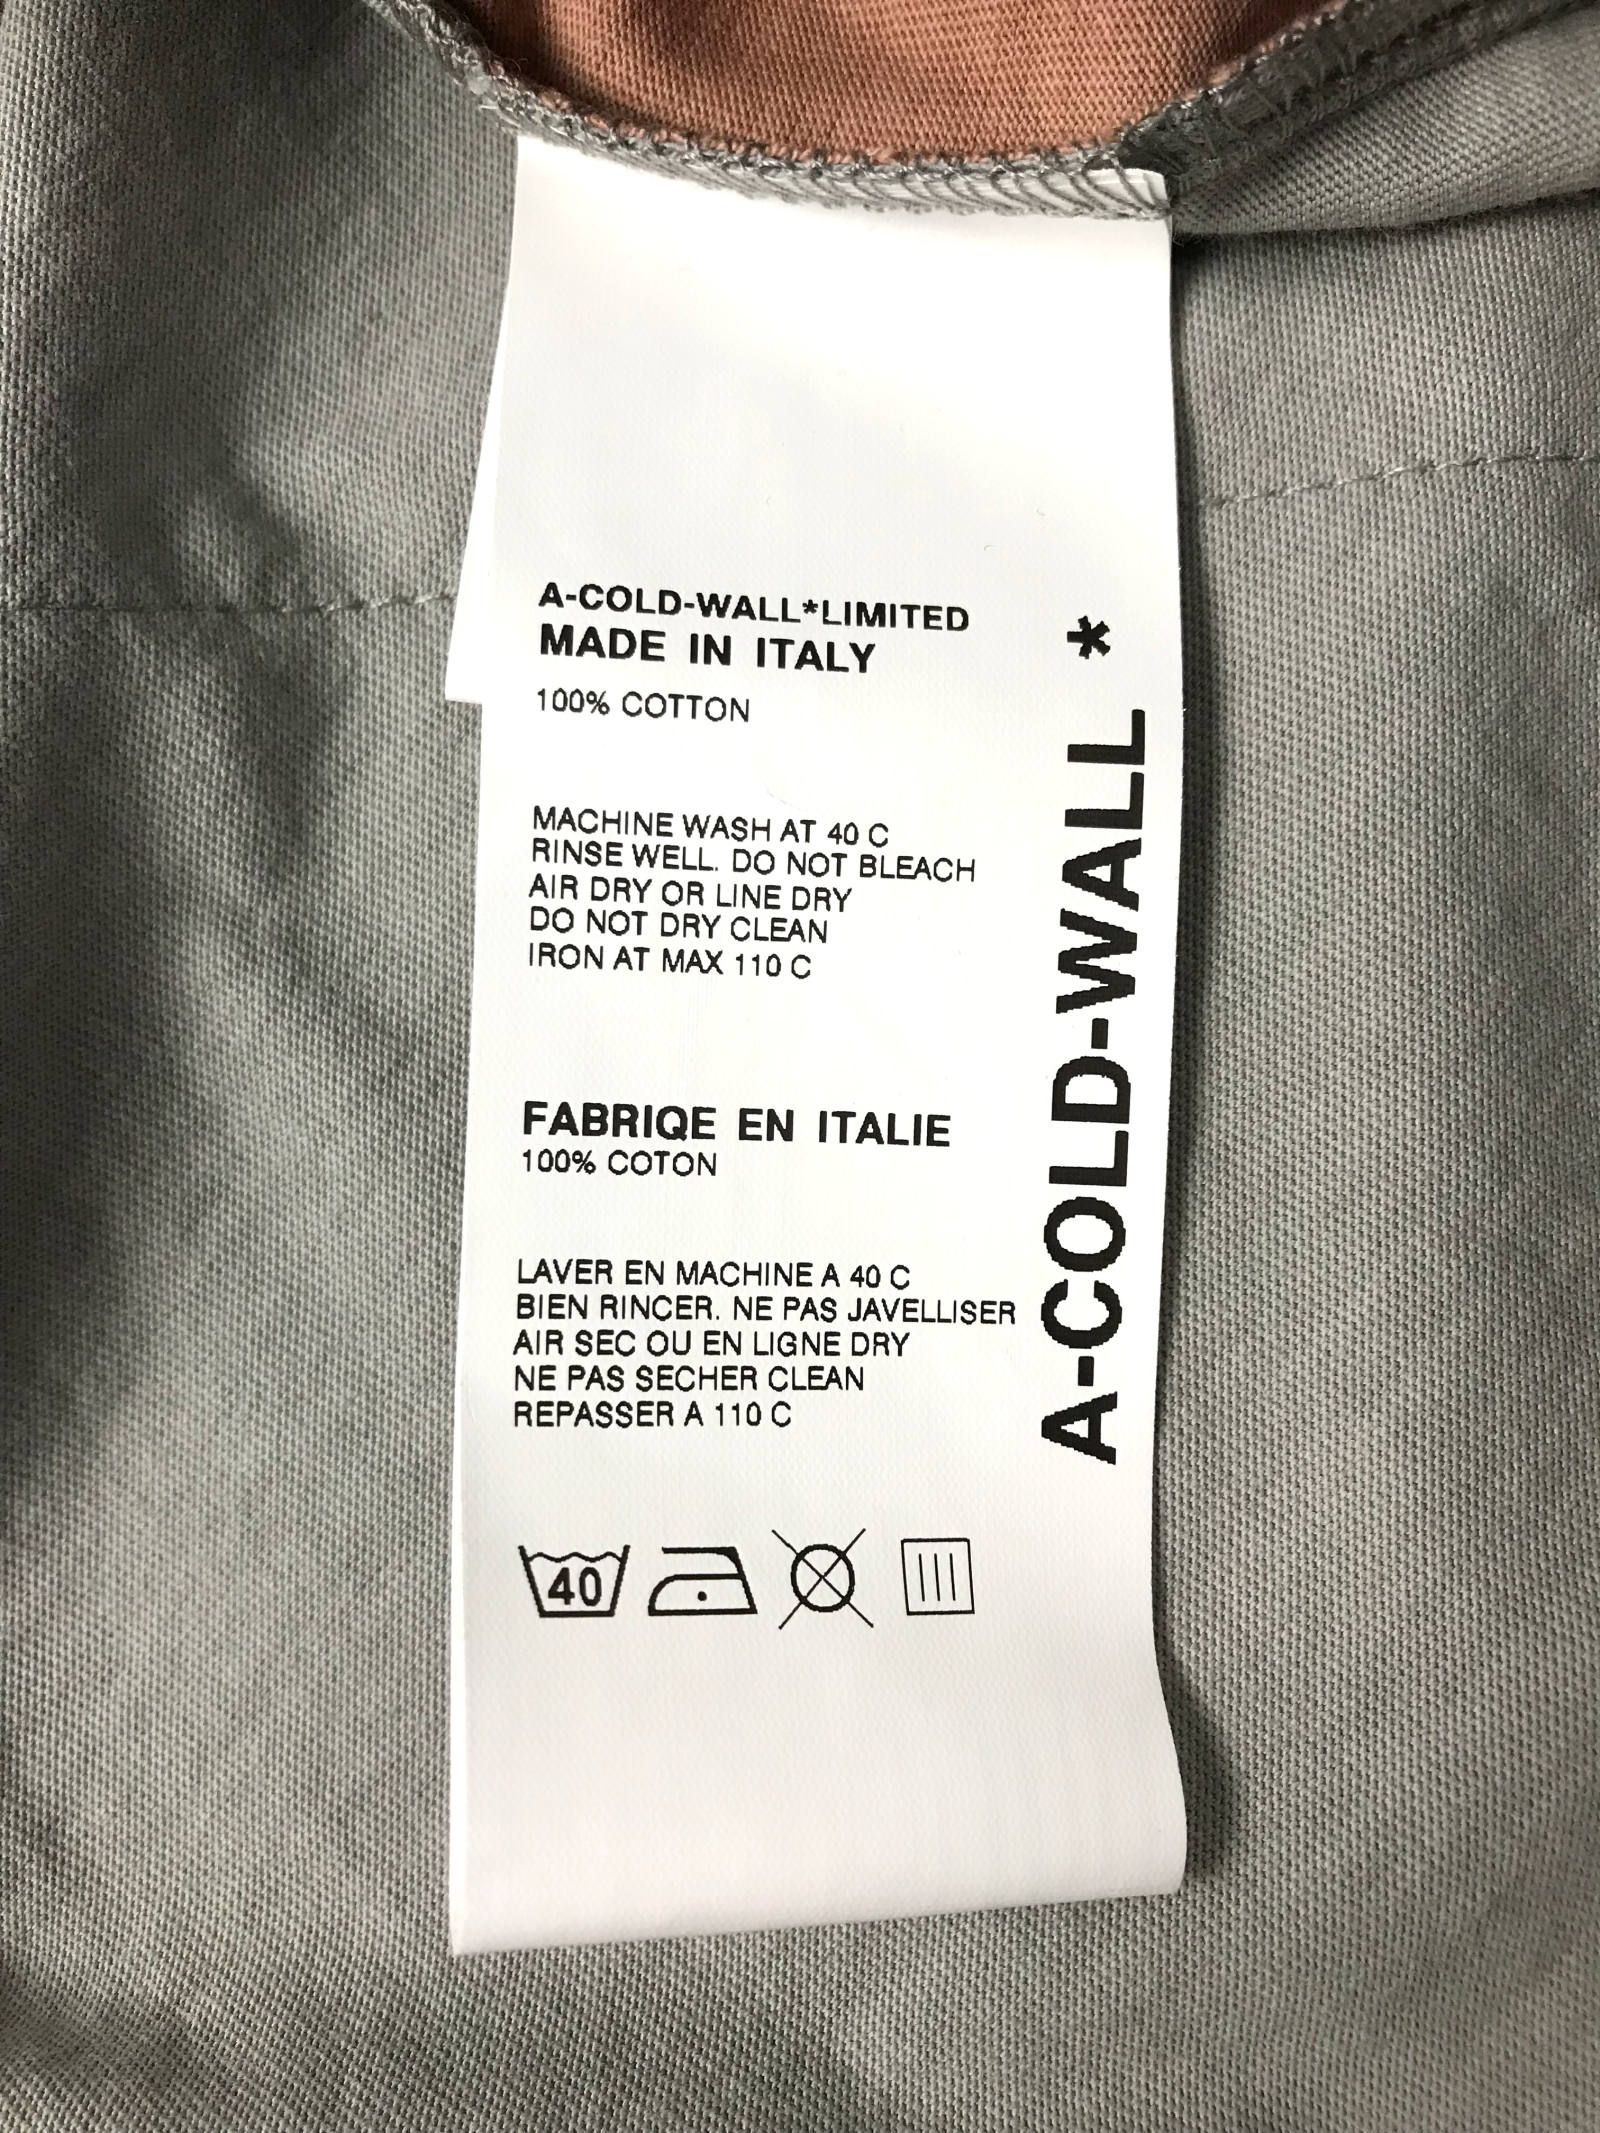 A-COLD-WALL*LIMITED
MADE IN ITALY
100% COTTON
MACHINE WASH AT 40 C
RINSE WELL. DO NOT BLEACH
AIR DRY OR LINE DRY
DO NOT DRY CLEAN
IRON AT MAX 110 C
FABRIQE EN ITALIE
100% COTON
LAVER EN MACHINE A 40 C
BIEN RINCER. NE PAS JAVELLISER
AIR SEC OU EN LIGNE DRY
NE PAS SECHER CLEAN
REPASSER A 110 C
40
A-COLD-WALL*